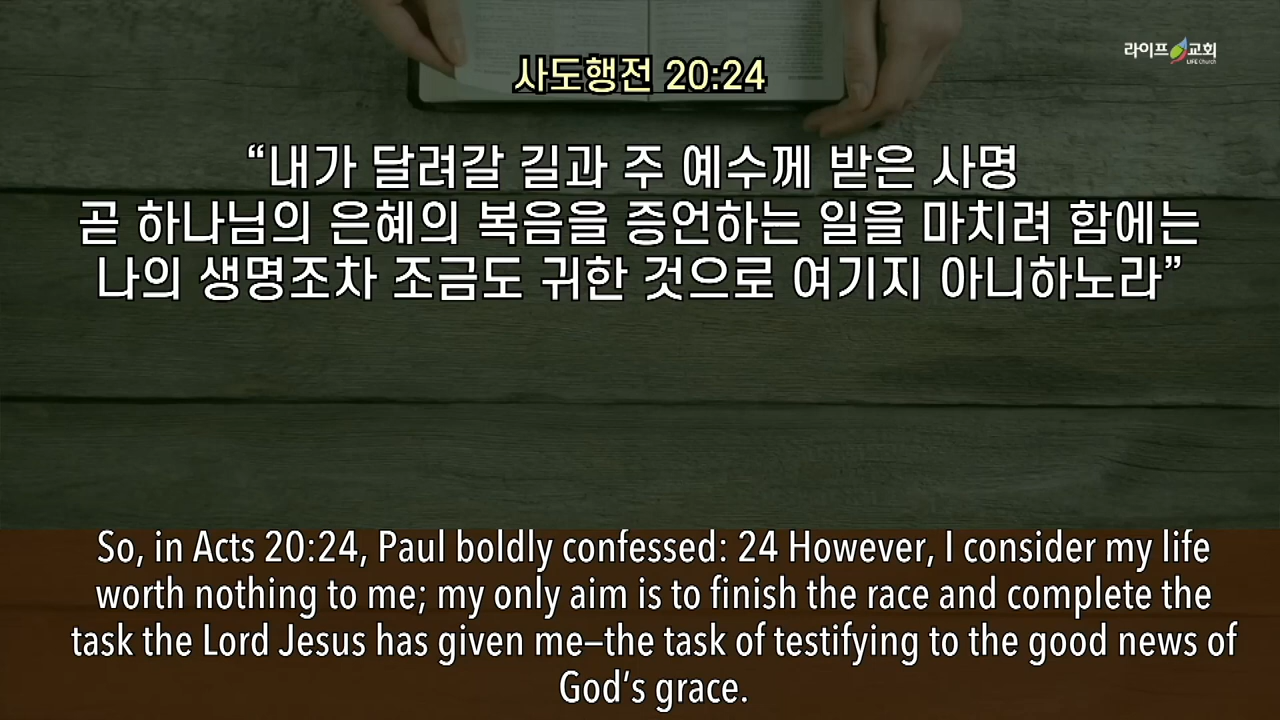 라이프 교회
LIFE Church
사도행전 20:24
“내가 달려갈 길과 주 예수께 받은 사명
곧 하나님의 은혜의 복음을 증언하는 일을 마치려 함에는
나의 생명조차 조금도 귀한 것으로 여기지 아니하노라”
So, in Acts 20:24, Paul boldly confessed: 24 However, I consider my life
worth nothing to me; my only aim is to finish the race and complete the
task the Lord Jesus has given me—the task of testifying to the good news of
God's grace.